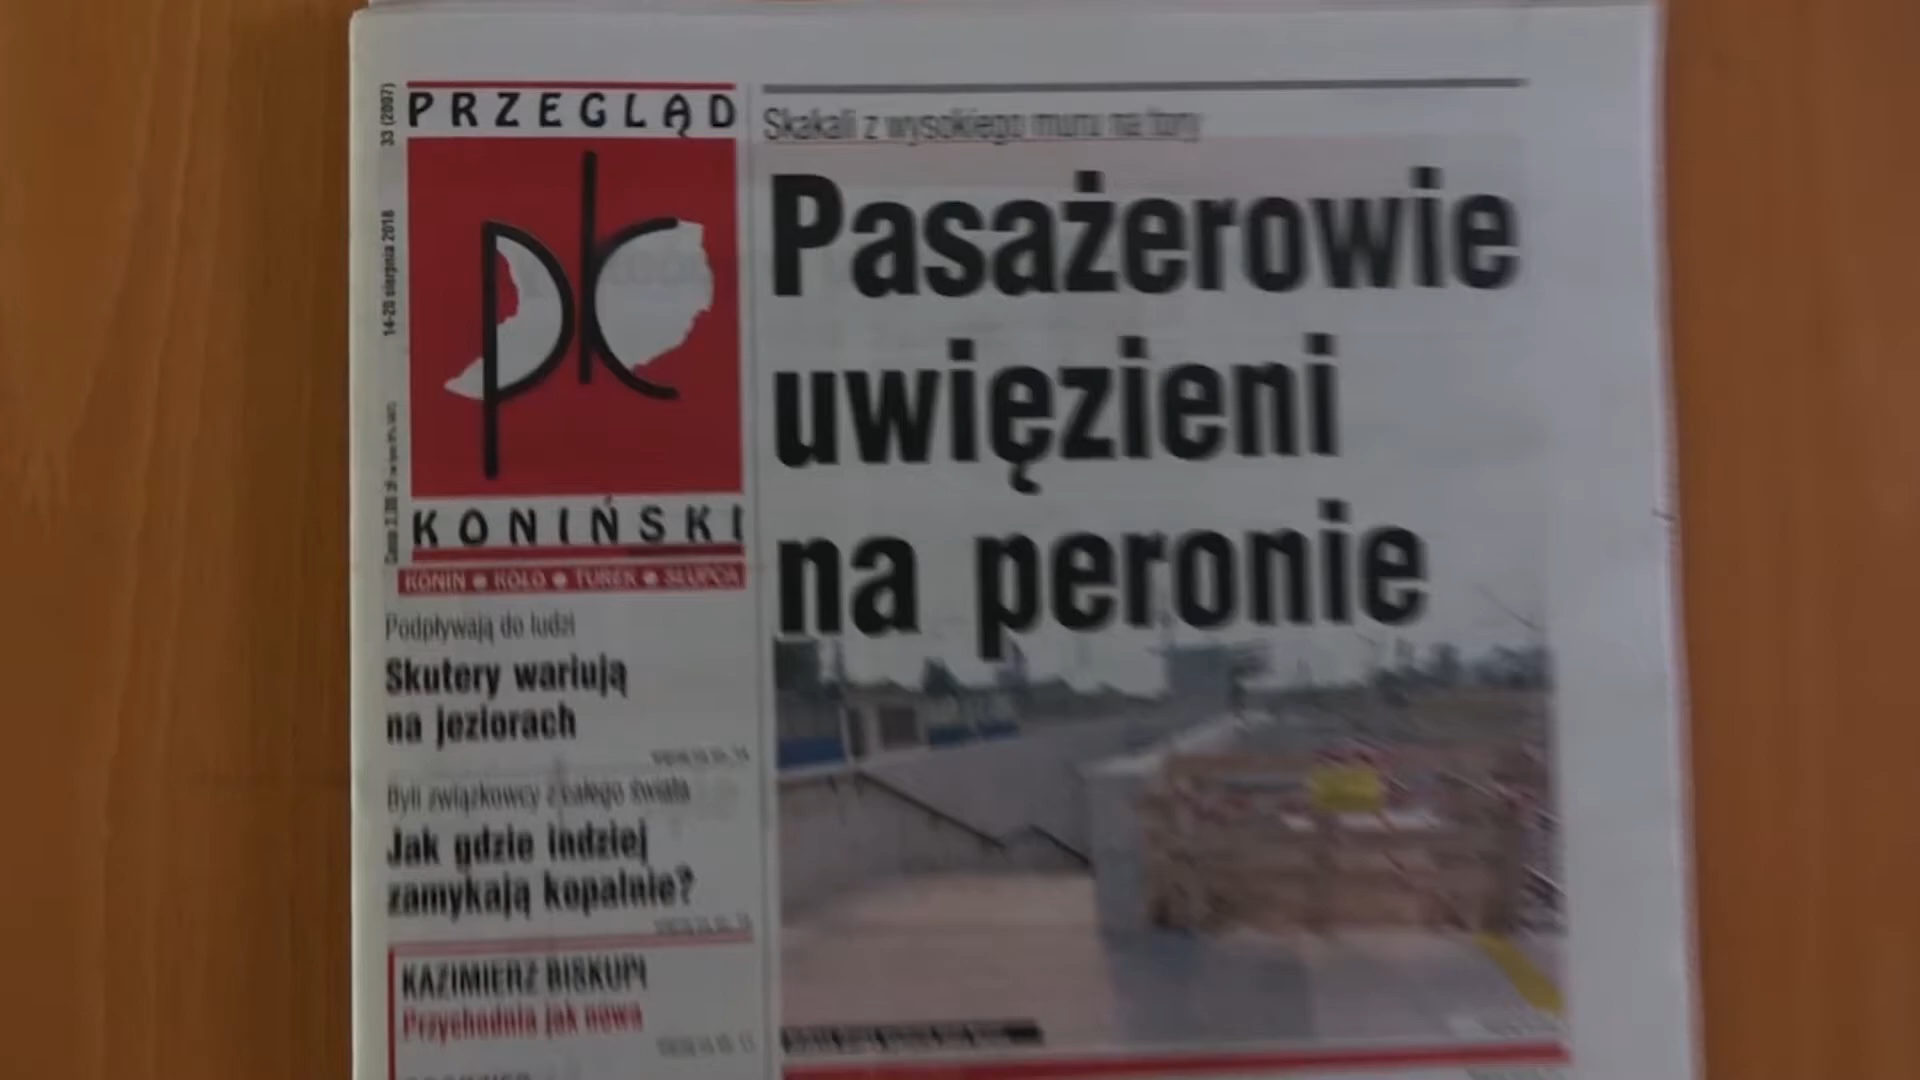 33 (2097)
14-20 sierpnia 2018
PRZEGLĄD
pk
KONIŃSKI
KONIN • KOŁO • TUREK • SŁUPCA
Skakali z wysokiego muru na tory
Pasażerowie
uwięzieni
na peronie
Podpływają do ludzi
Skutery wariują
na jeziorach
Byli związkowcy z całego świata
Jak gdzie indziej
zamykają kopalnie?
KAZIMIERZ BISKUPI
Przychodnia jak nowa